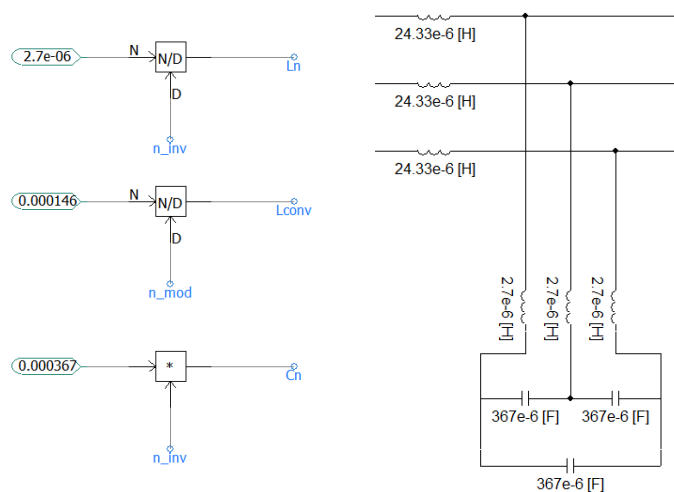 2.7e-06
N
N/D
Ln
D
n_inv
0.000146
N
N/D
Lconv
D
n_mod
0.000367
*
Cn
n_inv
24.33e-6 [H]
24.33e-6 [H]
24.33e-6 [H]
2.7e-6 [H]
2.7e-6 [H]
2.7e-6 [H]
367e-6 [F]
367e-6 [F]
367e-6 [F]